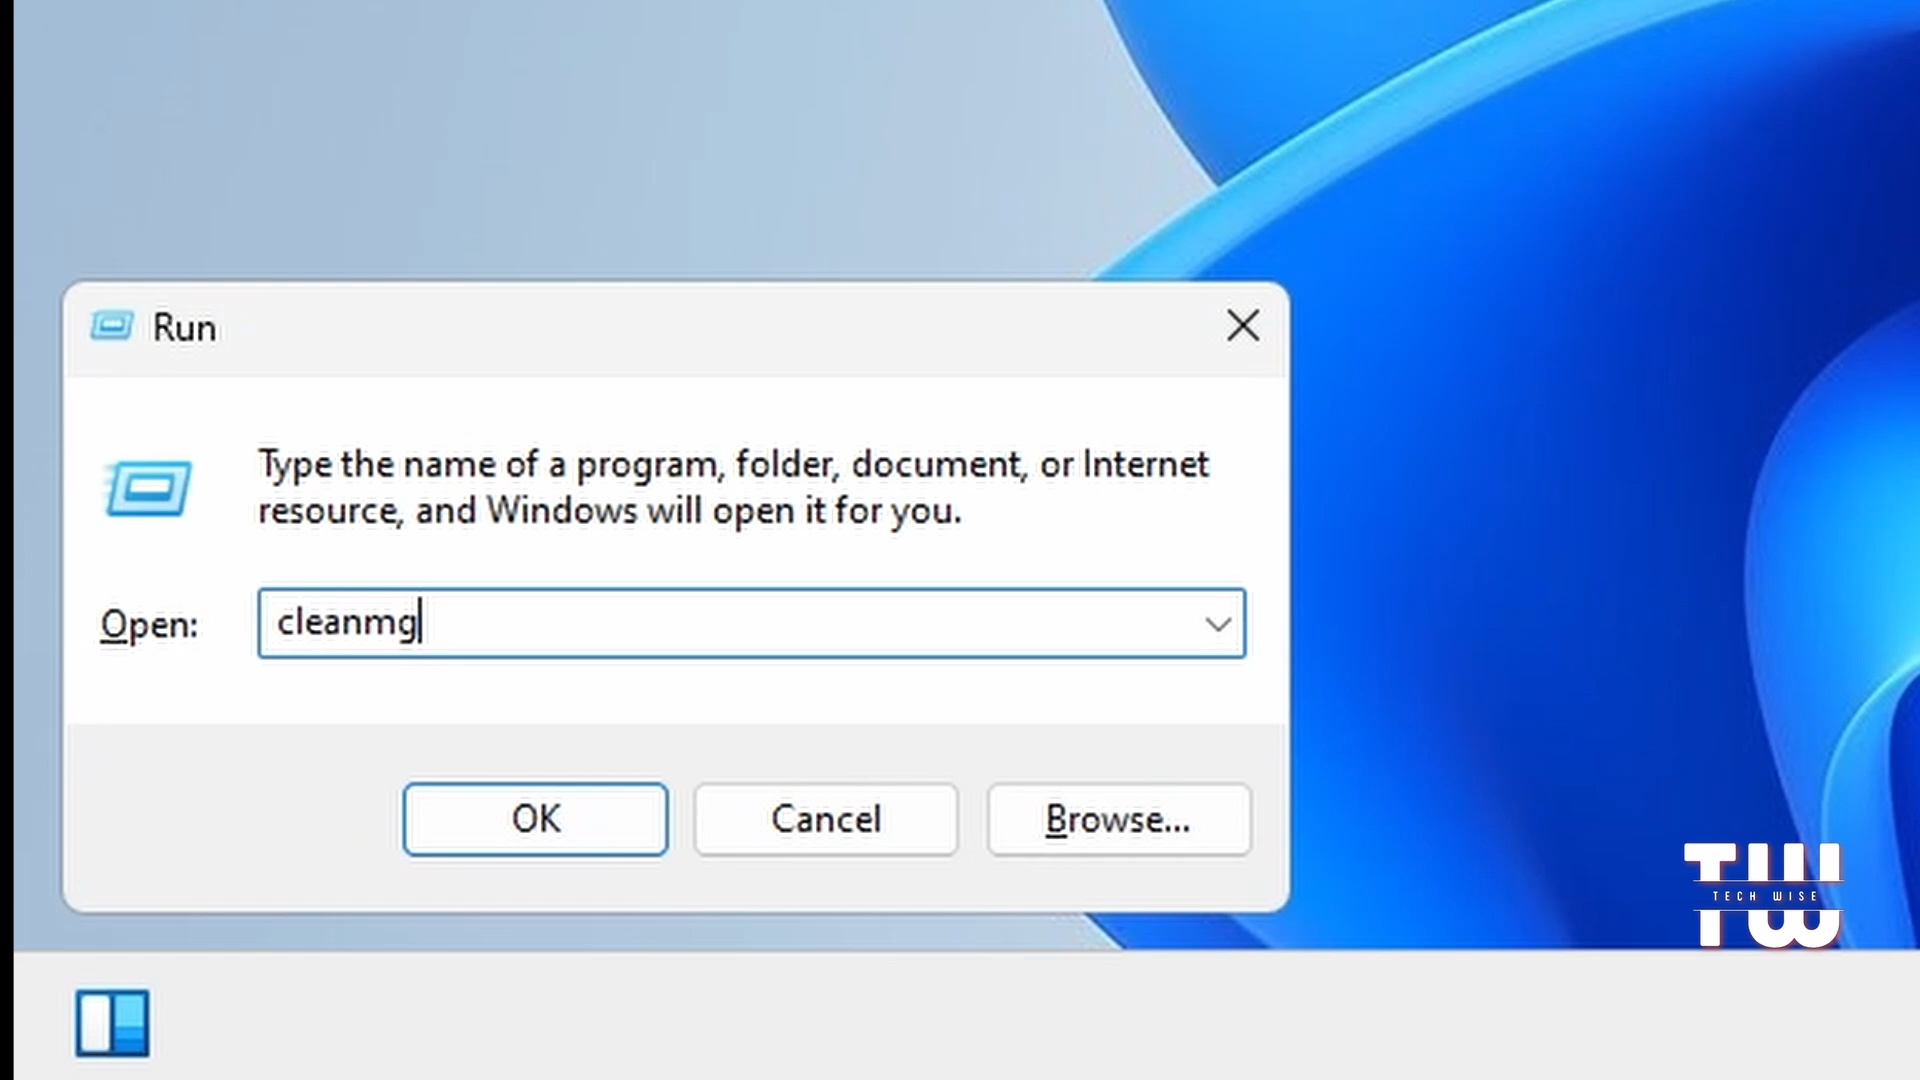 Run
Type the name of a program, folder, document, or Internet
resource, and Windows will open it for you.
Open: cleanmg
OK Cancel Browse...
TW
TECH WISE